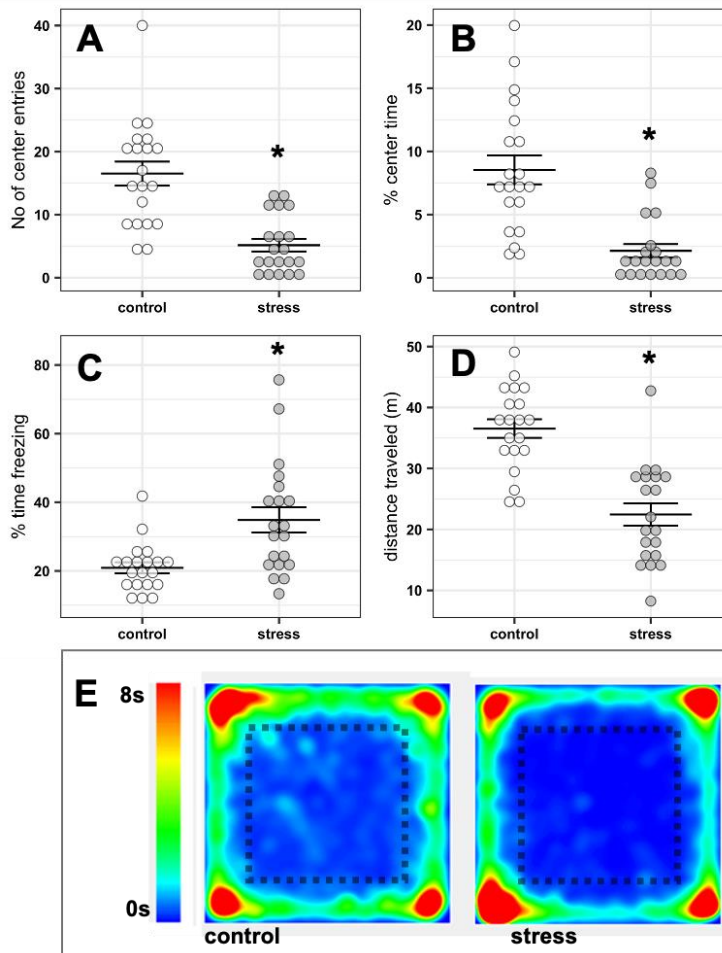 A
No of center entries
40
30
20
10
0
*
control stress
B
% center time
20
15
10
5
0
*
control stress
C
% time freezing
80
60
40
20
*
control stress
D
distance traveled (m)
50
40
30
20
10
*
control stress
E
8s
0s
control stress